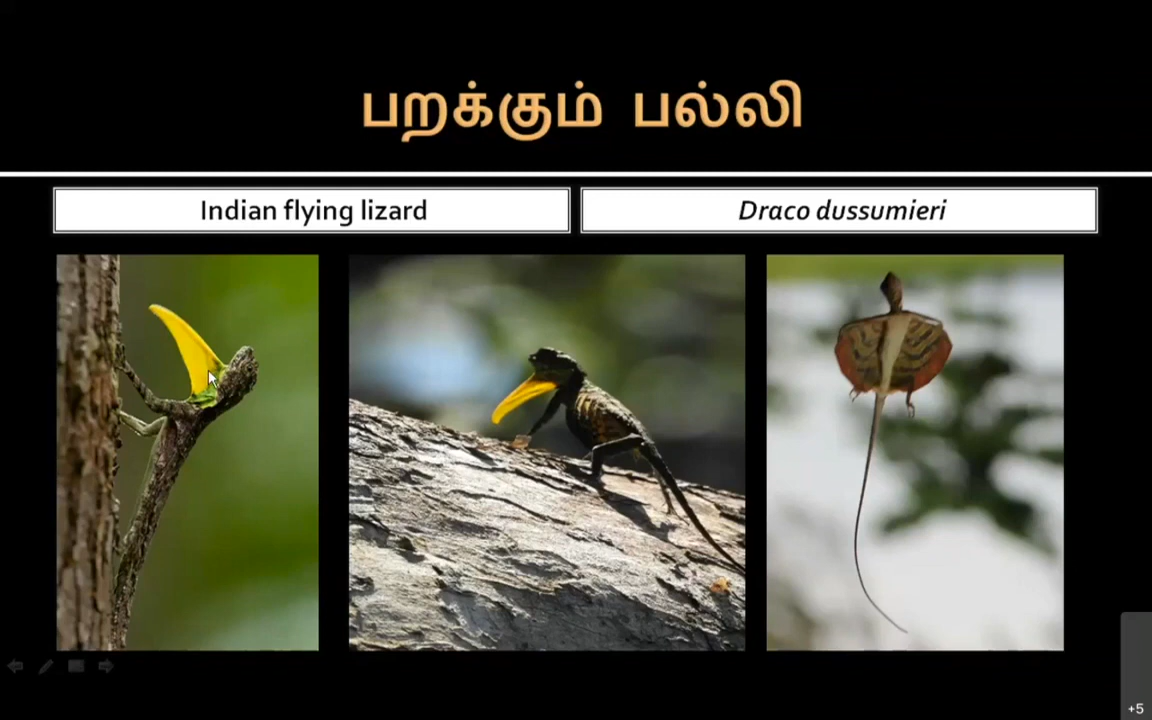 பறக்கும் பல்லி
Indian flying lizard
Draco dussumieri
+5